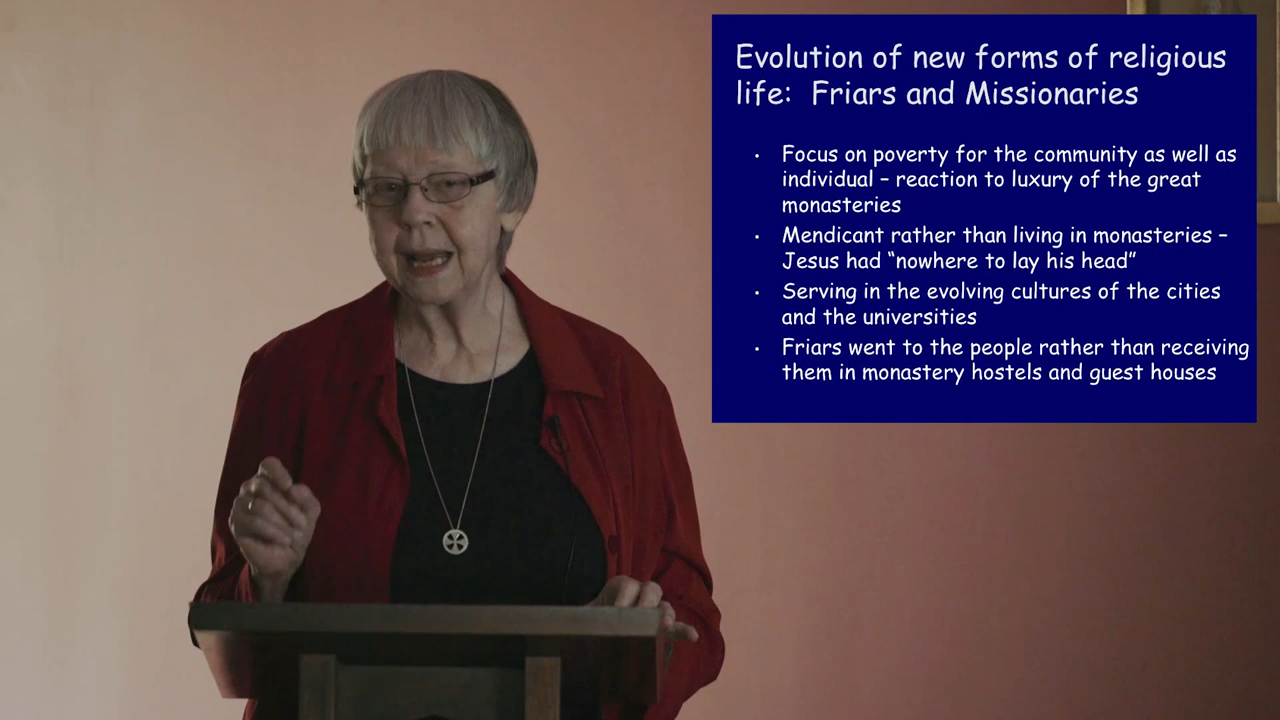 Evolution of new forms of religious
life: Friars and Missionaries
• Focus on poverty for the community as well as
individual – reaction to luxury of the great
monasteries
• Mendicant rather than living in monasteries –
Jesus had “nowhere to lay his head”
• Serving in the evolving cultures of the cities
and the universities
• Friars went to the people rather than receiving
them in monastery hostels and guest houses